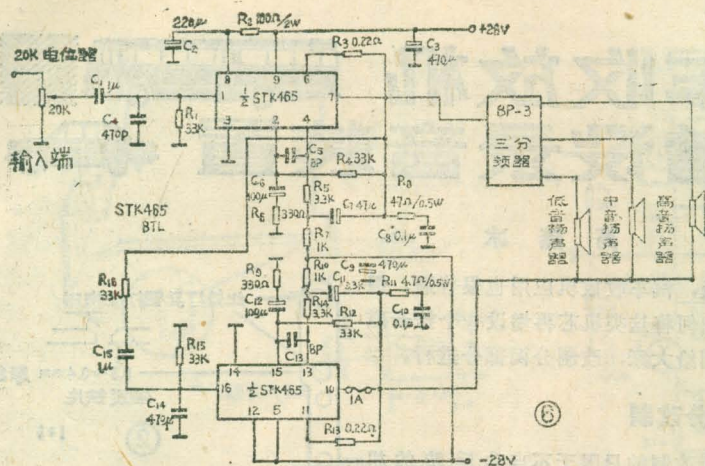 220μ
C₂
R₂ 100Ω/2W
+28V
R₃ 0.22Ω
C₃
470μ
20K 电位器
20K
C₁ 1μ
C₄
470P
R₁
33K
8
9
6
1
½ STK465
7
3
2
4
输入端
BP-3
三分
频器
C₅
8P
R₄ 33K
C₆
100μ
R₆
330Ω
R₅
3.3K
C₇ 47μ
R₈
47Ω/0.5W
C₈ 0.1μ
低音扬声器
中音扬声器
高音扬声器
STK465
BTL
R₇
1K
R₉
330Ω
C₁₂
100μ
R₁₀
1K
C₉
470μ
C₁₁
3.3K
R₁₄
3.3K
R₁₁ 4.7Ω/0.5W
C₁₀
0.1μ
R₁₂
33K
R₁₆
33K
R₁₅
33K
C₁₅
1μ
C₁₃
8P
14
15
13
16
½ STK465
10
1A
12
5
11
C₁₄
470P
R₁₃ 0.22Ω
-28V
⑥